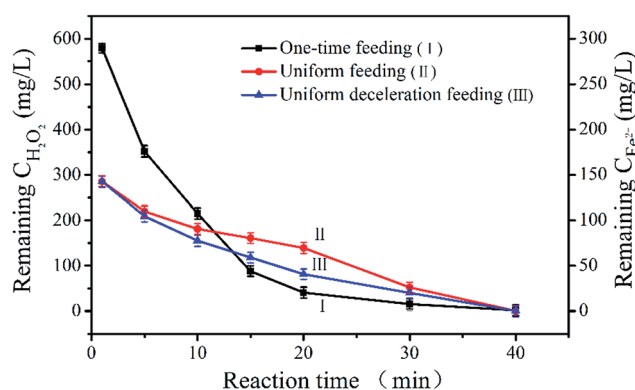 600
500
400
300
200
100
0
Remaining C_H₂O₂ (mg/L)
One-time feeding (Ⅰ)
Uniform feeding (Ⅱ)
Uniform deceleration feeding (Ⅲ)
Ⅱ
Ⅲ
Ⅰ
300
250
200
150
100
50
0
Remaining C_Fe²⁻ (mg/L)
0 10 20 30 40
Reaction time （min）